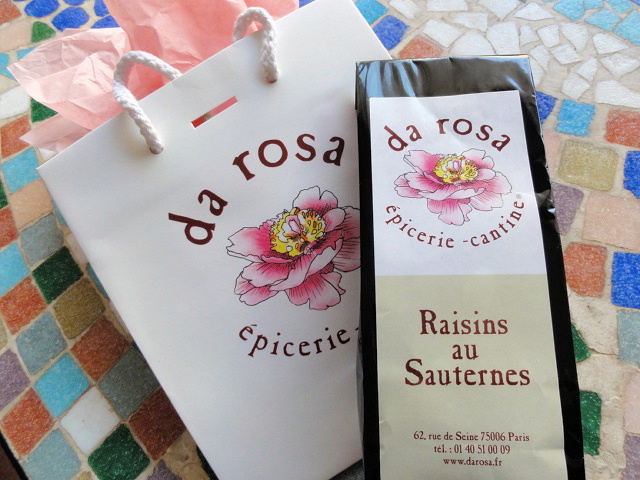 da rosa
épicerie-
da rosa
épicerie-cantine
Raisins
au
Sauternes
62, rue de Seine 75006 Paris
tél. : 01 40 51 00 09
www.darosa.fr